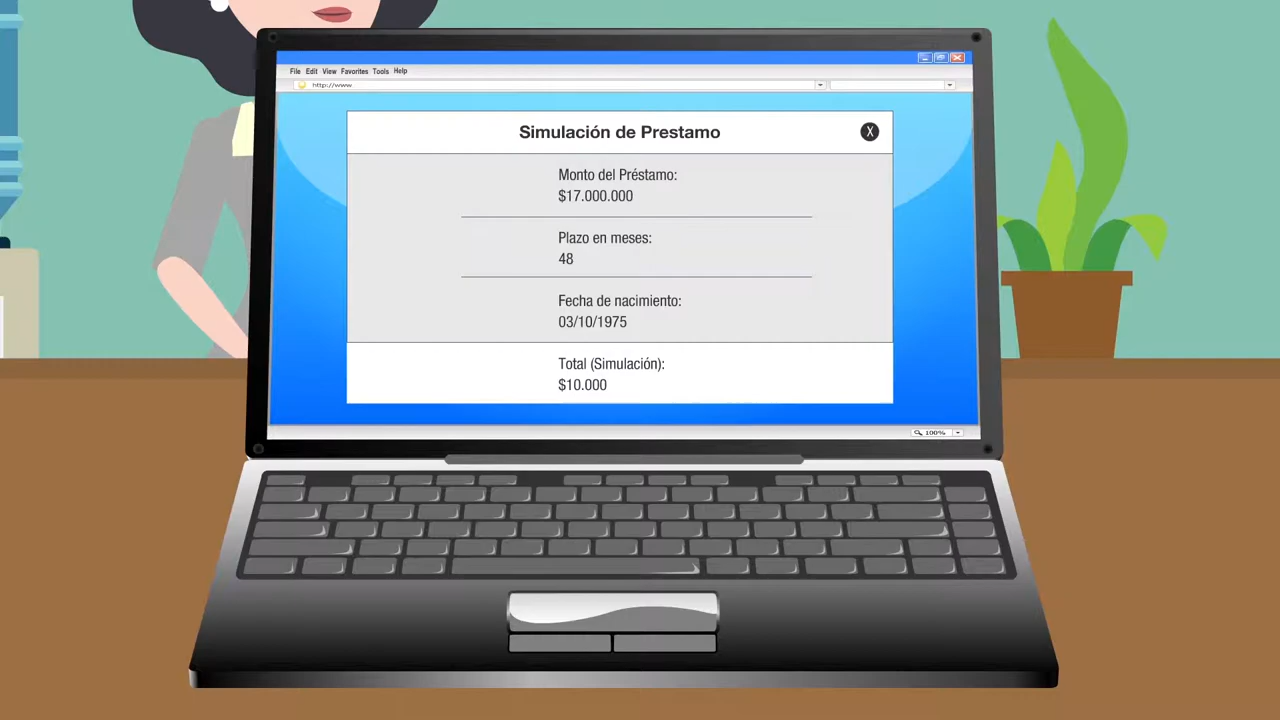 File Edit View Favorites Tools Help
http://www
Simulación de Prestamo
X
Monto del Préstamo:
$17.000.000
Plazo en meses:
48
Fecha de nacimiento:
03/10/1975
Total (Simulación):
$10.000
100%